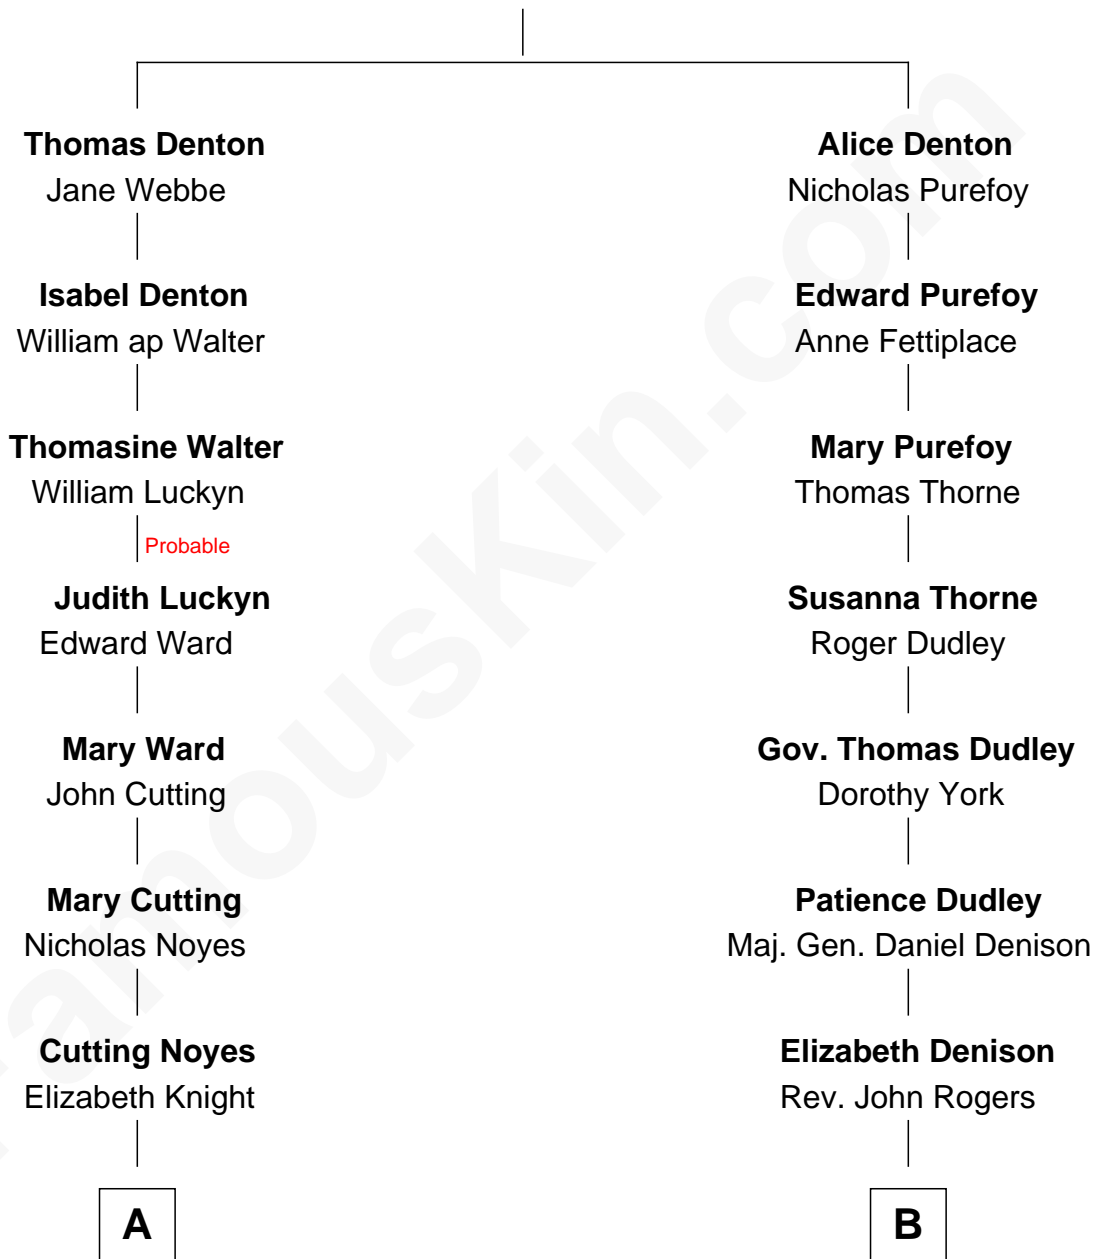 Thomas Denton
Jane Webbe
Isabel Denton
William ap Walter
Thomasine Walter
William Luckyn
Probable
Judith Luckyn
Edward Ward
Mary Ward
John Cutting
Mary Cutting
Nicholas Noyes
Cutting Noyes
Elizabeth Knight
A
Alice Denton
Nicholas Purefoy
Edward Purefoy
Anne Fettiplace
Mary Purefoy
Thomas Thorne
Susanna Thorne
Roger Dudley
Gov. Thomas Dudley
Dorothy York
Patience Dudley
Maj. Gen. Daniel Denison
Elizabeth Denison
Rev. John Rogers
B
FamousKin.com